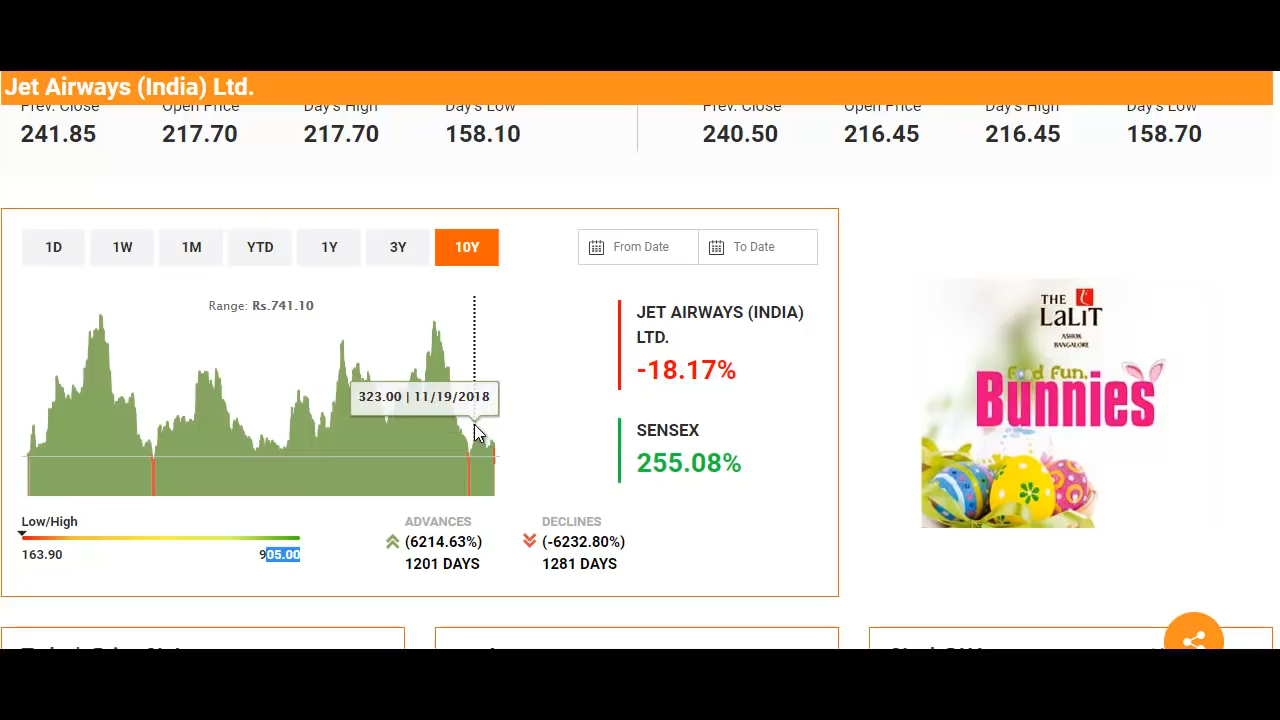 Jet Airways (India) Ltd.
Prev. Close Open Price Day's High Day's Low Prev. Close Open Price Day's High Day's Low
241.85 217.70 217.70 158.10 240.50 216.45 216.45 158.70
1D 1W 1M YTD 1Y 3Y 10Y From Date To Date
Range: Rs.741.10
JET AIRWAYS (INDIA)
LTD.
-18.17%
323.00 | 11/19/2018
SENSEX
255.08%
Low/High ADVANCES DECLINES
(6214.63%) (-6232.80%)
163.90 905.00 1201 DAYS 1281 DAYS
THE
LaLiT
ASHOK
BANGALORE
find fun.
Bunnies